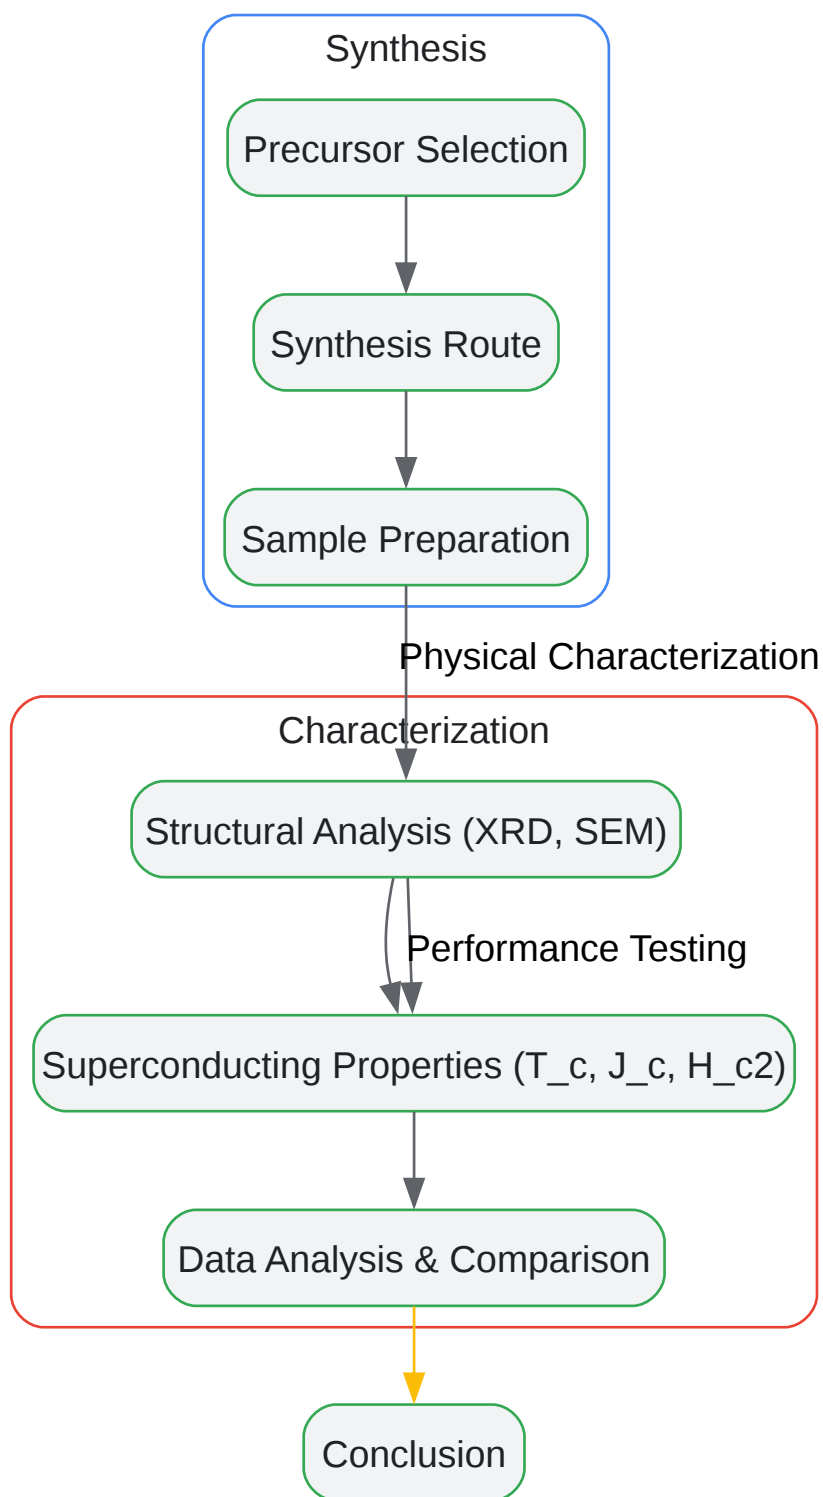 Synthesis
Precursor Selection
Synthesis Route
Sample Preparation
Physical Characterization
Characterization
Structural Analysis (XRD, SEM)
Performance Testing
Superconducting Properties (T_c, J_c, H_c2)
Data Analysis & Comparison
Conclusion